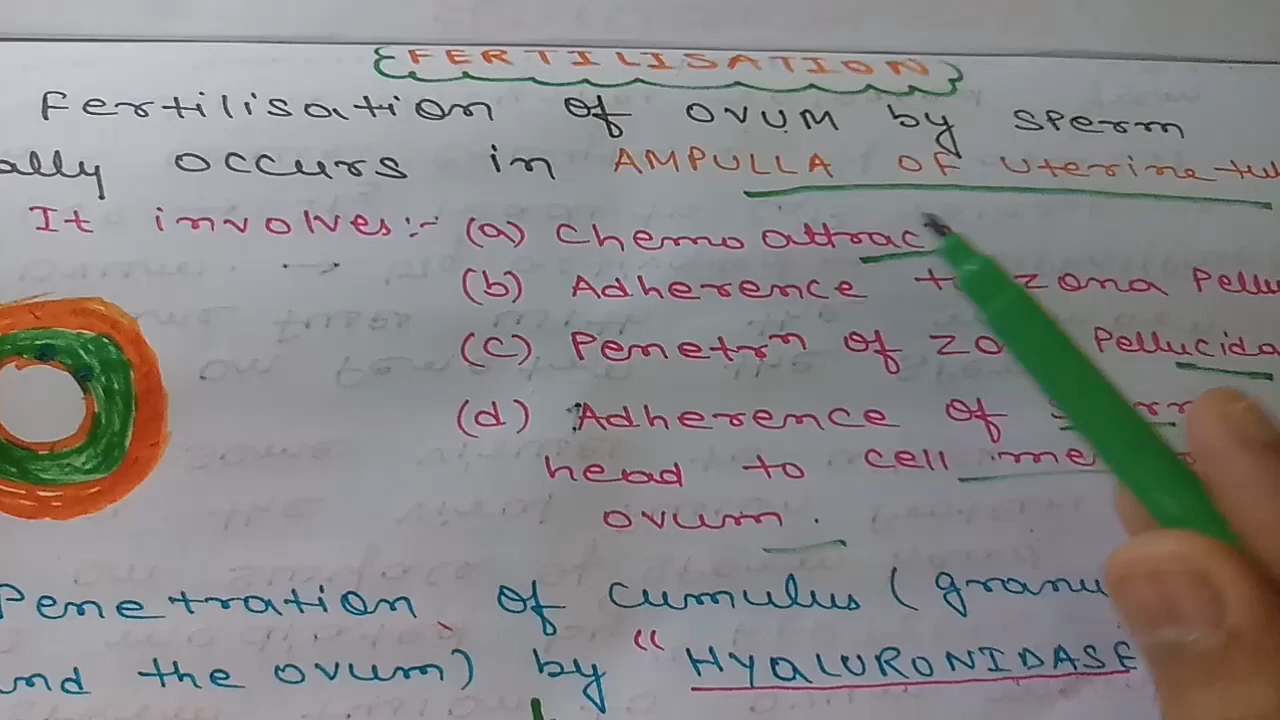 FERTILISATION
Fertilisation of OVUM by sperm
ally occurs in AMPULLA OF Uterine tu
It involves:- (a) Chemo attrac
(b) Adherence to zona Pellu
(c) Penetrn of zo Pellucida
(d) Adherence of
head to cell me
ovum.
Penetration of cumulus (granu
nd the ovum) by "HYALURONIDASE